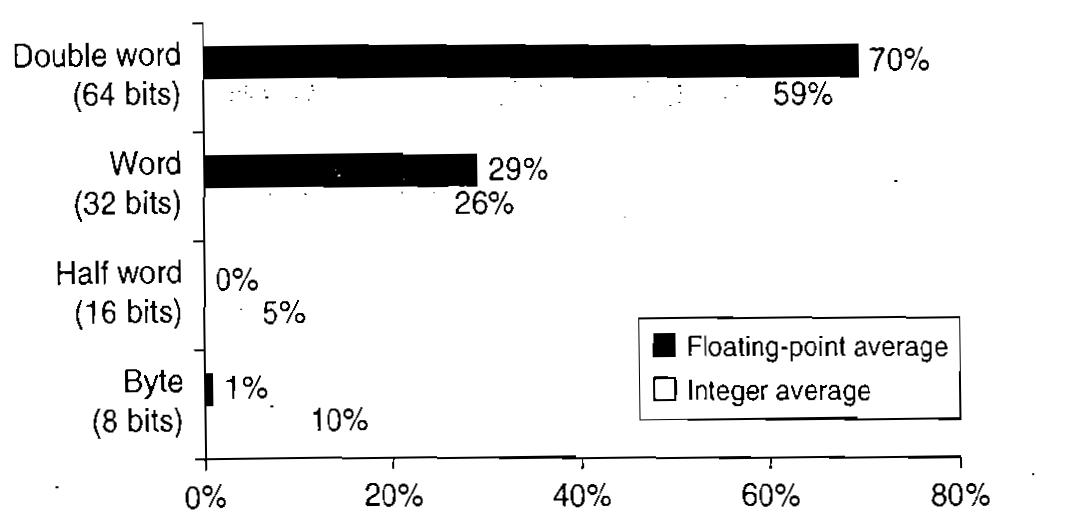 Double word
(64 bits)
70%
59%
Word
(32 bits)
29%
26%
Half word
(16 bits)
0%
5%
Byte
(8 bits)
1%
10%
Floating-point average
Integer average
0% 20% 40% 60% 80%